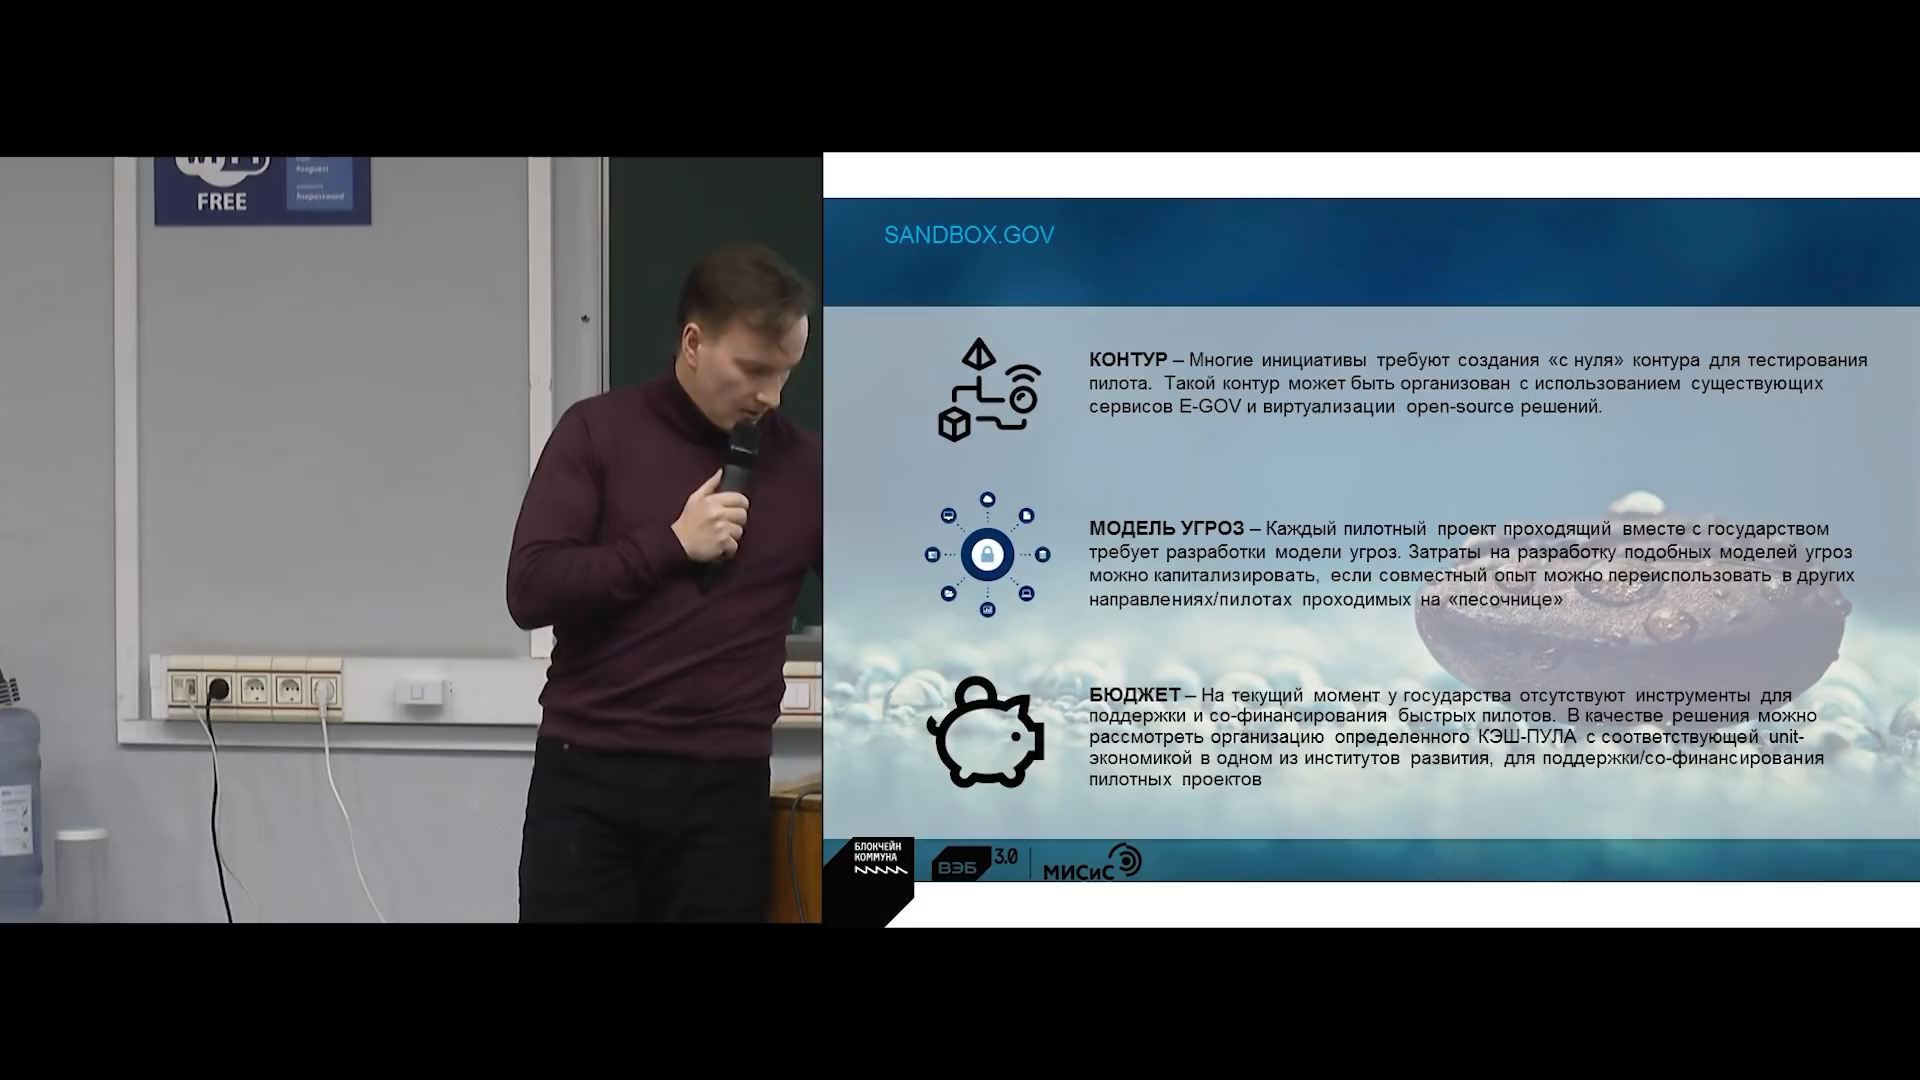 FREE
hseguest
password
hsepassword
SANDBOX.GOV
КОНТУР – Многие инициативы требуют создания «с нуля» контура для тестирования
пилота. Такой контур может быть организован с использованием существующих
сервисов E-GOV и виртуализации open-source решений.
МОДЕЛЬ УГРОЗ – Каждый пилотный проект проходящий вместе с государством
требует разработки модели угроз. Затраты на разработку подобных моделей угроз
можно капитализировать, если совместный опыт можно переиспользовать в других
направлениях/пилотах проходимых на «песочнице»
БЮДЖЕТ – На текущий момент у государства отсутствуют инструменты для
поддержки и со-финансирования быстрых пилотов. В качестве решения можно
рассмотреть организацию определенного КЭШ-ПУЛА с соответствующей unit-
экономикой в одном из институтов развития, для поддержки/со-финансирования
пилотных проектов
БЛОКЧЕЙН
КОММУНА
ВЭБ 3.0
МИСиС